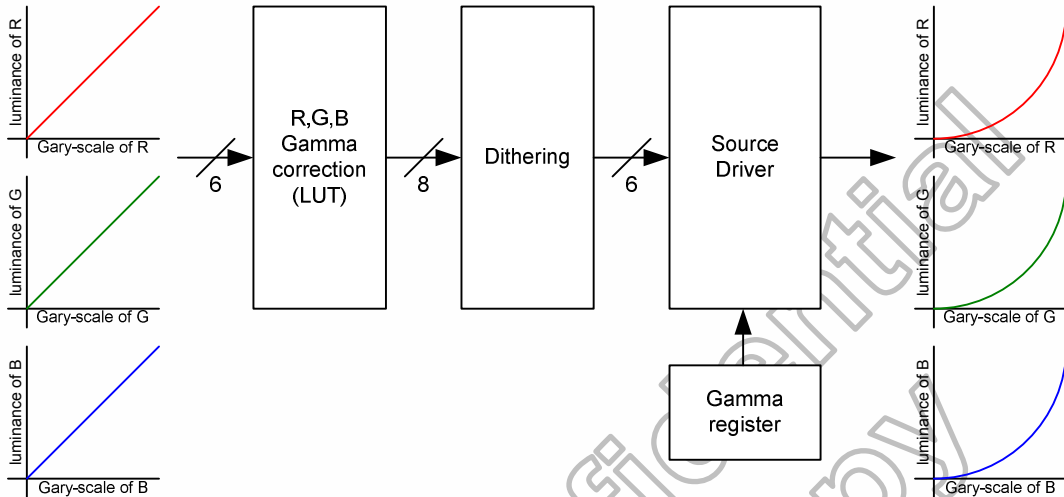 luminance of R
Gary-scale of R
luminance of G
Gary-scale of G
luminance of B
Gary-scale of B
6
R,G,B
Gamma
correction
(LUT)
8
Dithering
6
Source
Driver
Gamma
register
luminance of R
Gary-scale of R
luminance of G
Gary-scale of G
luminance of B
Gary-scale of B